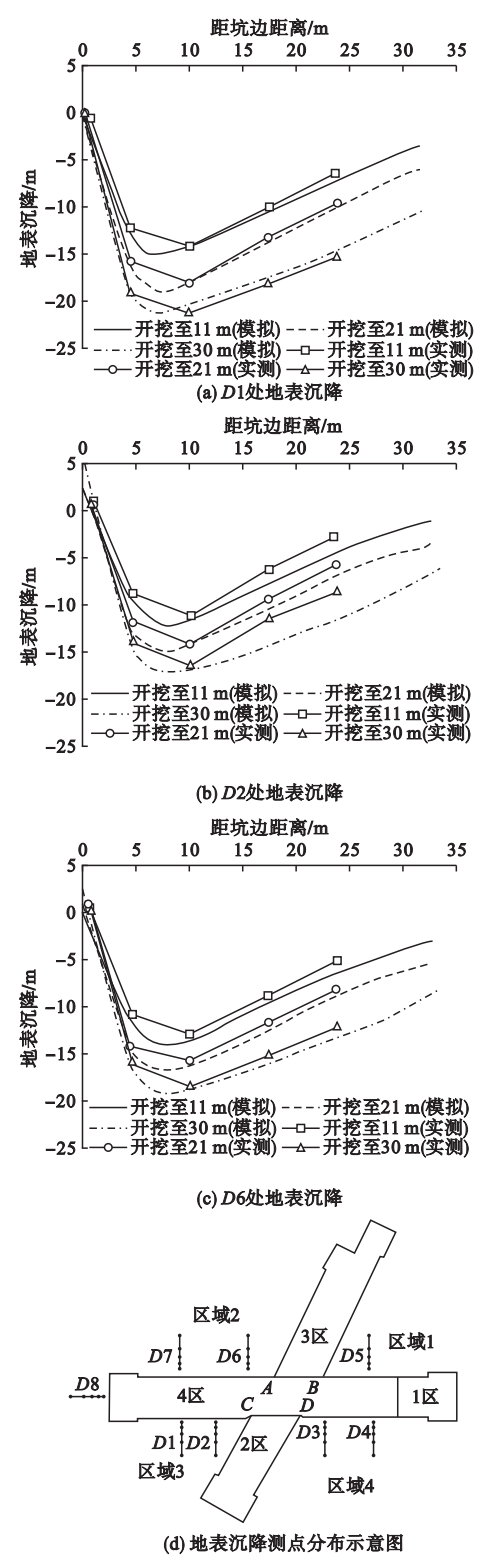 距坑边距离/m
0 5 10 15 20 25 30 35
5
0
−5
−10
−15
−20
−25
地表沉降/m
开挖至11 m(模拟) 开挖至21 m(模拟)
开挖至30 m(模拟) 开挖至11 m(实测)
开挖至21 m(实测) 开挖至30 m(实测)
(a) D1处地表沉降
距坑边距离/m
0 5 10 15 20 25 30 35
5
0
−5
−10
−15
−20
−25
地表沉降/m
开挖至11 m(模拟) 开挖至21 m(模拟)
开挖至30 m(模拟) 开挖至11 m(实测)
开挖至21 m(实测) 开挖至30 m(实测)
(b) D2处地表沉降
距坑边距离/m
0 5 10 15 20 25 30 35
5
0
−5
−10
−15
−20
−25
地表沉降/m
开挖至11 m(模拟) 开挖至21 m(模拟)
开挖至30 m(模拟) 开挖至11 m(实测)
开挖至21 m(实测) 开挖至30 m(实测)
(c) D6处地表沉降
区域2
3区
区域1
D7 D6 D5
D8
A B
4区 1区
C D
D1 D2 2区 D3 D4
区域3
区域4
(d) 地表沉降测点分布示意图